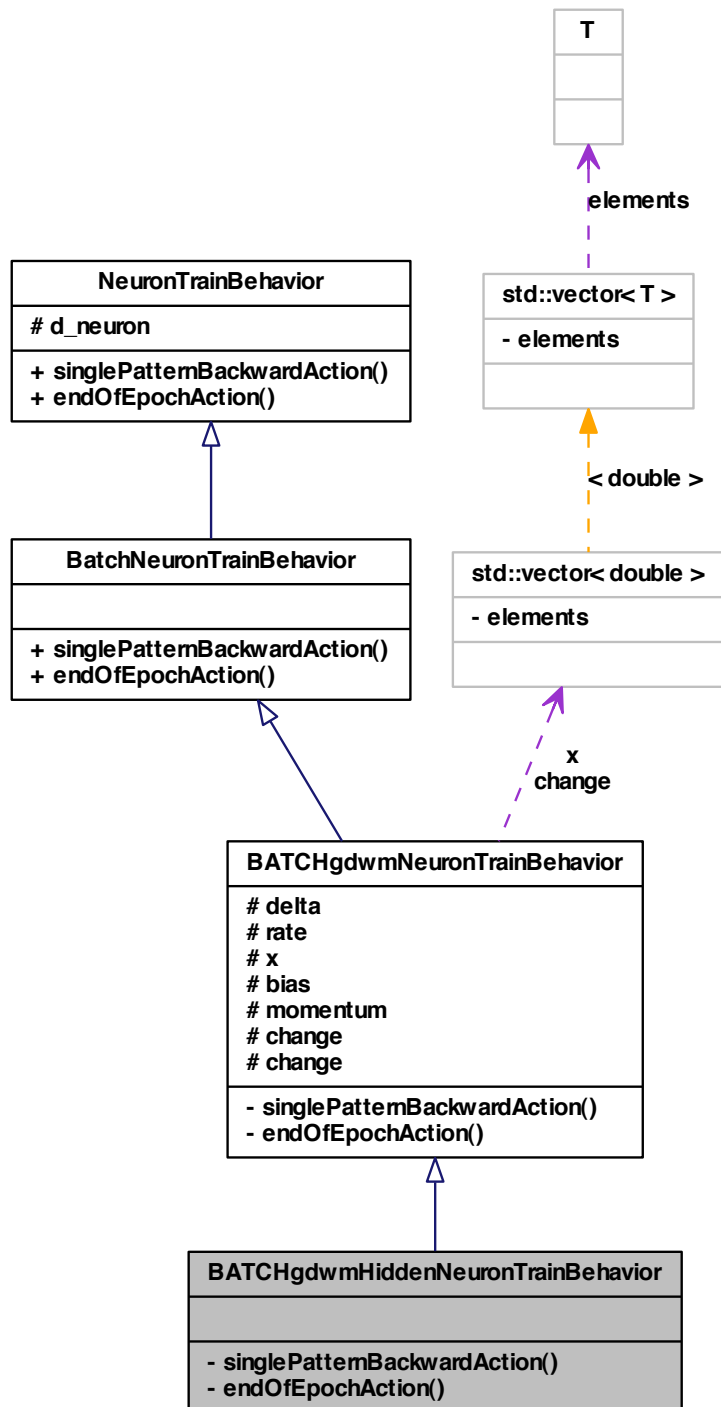 T
elements
NeuronTrainBehavior
# d_neuron
+ singlePatternBackwardAction()
+ endOfEpochAction()
std::vector< T >
- elements
< double >
BatchNeuronTrainBehavior
+ singlePatternBackwardAction()
+ endOfEpochAction()
std::vector< double >
- elements
x
change
BATCHgdwmNeuronTrainBehavior
# delta
# rate
# x
# bias
# momentum
# change
# change
- singlePatternBackwardAction()
- endOfEpochAction()
BATCHgdwmHiddenNeuronTrainBehavior
- singlePatternBackwardAction()
- endOfEpochAction()